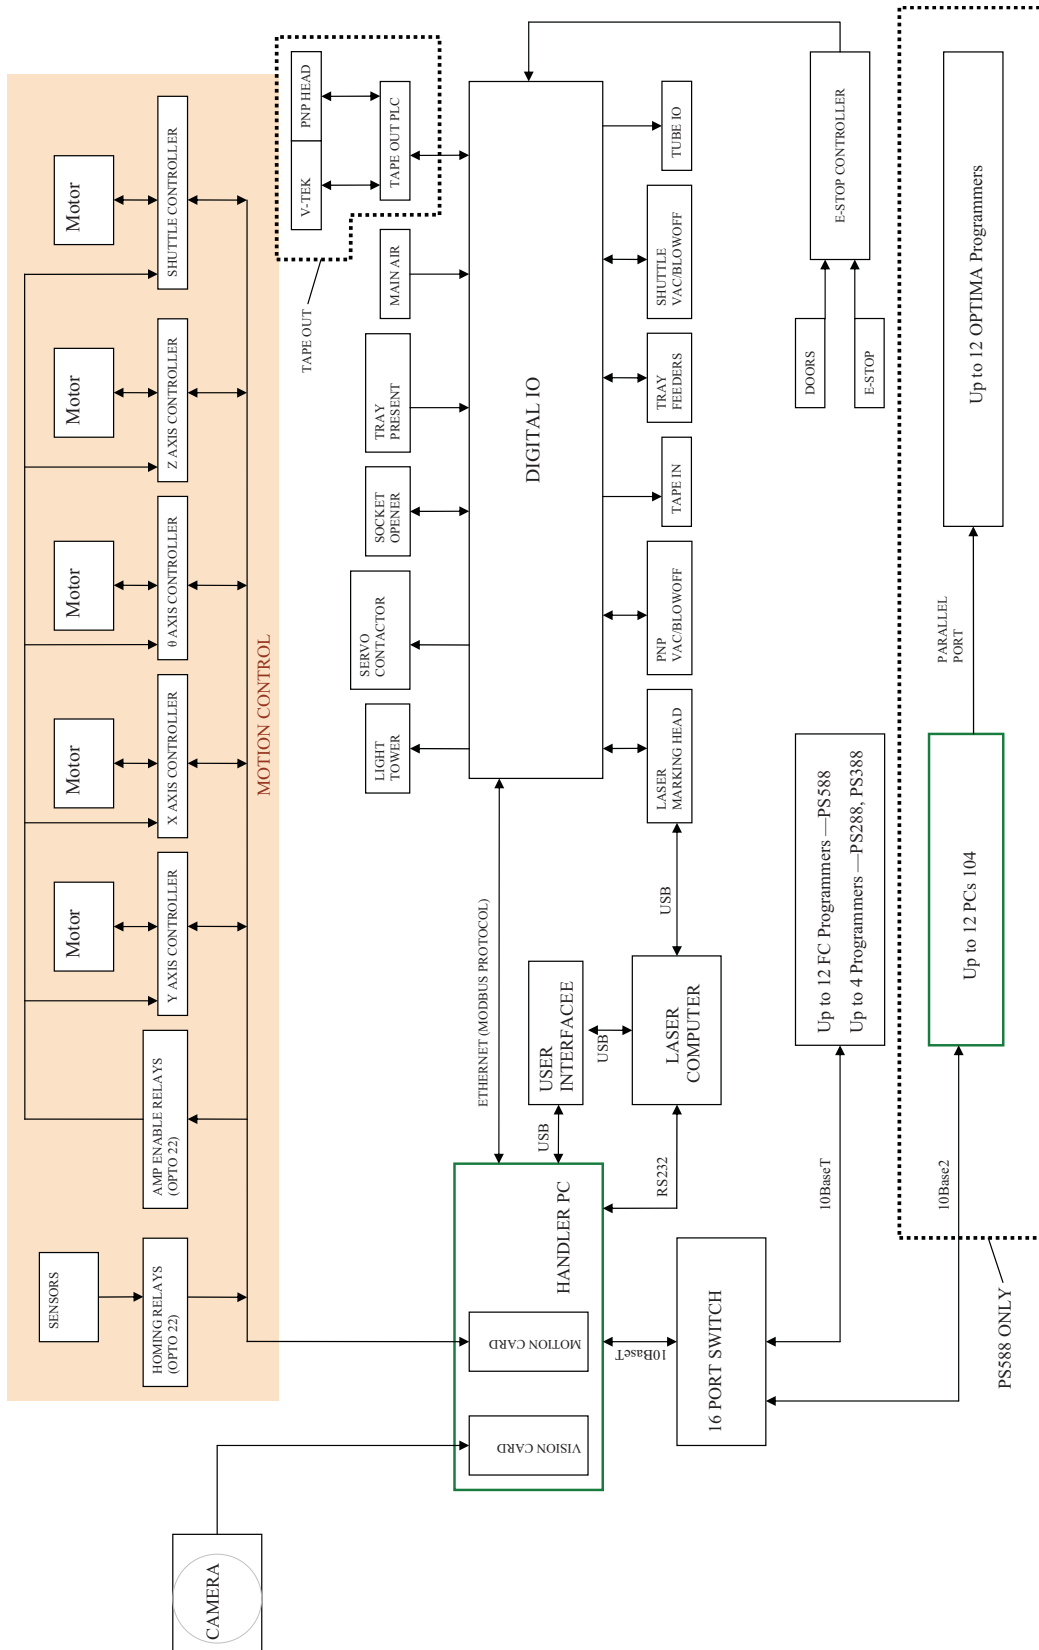 CAMERA
SENSORS
HOMING RELAYS
(OPTO 22)
AMP ENABLE RELAYS
(OPTO 22)
Motor
Y AXIS CONTROLLER
Motor
X AXIS CONTROLLER
Motor
θ AXIS CONTROLLER
Motor
Z AXIS CONTROLLER
Motor
SHUTTLE CONTROLLER
MOTION CONTROL
PNP HEAD
V-TEK
TAPE OUT PLC
TAPE OUT
LIGHT
TOWER
SERVO
CONTACTOR
SOCKET
OPENER
TRAY
PRESENT
MAIN AIR
DIGITAL IO
LASER
MARKING HEAD
PNP
VAC/BLOWOFF
TAPE IN
TRAY
FEEDERS
SHUTTLE
VAC/BLOWOFF
TUBE IO
VISION CARD
MOTION CARD
HANDLER PC
ETHERNET (MODBUS PROTOCOL)
USB
USER
INTERFACEE
USB
LASER
COMPUTER
USB
RS232
10BaseT
16 PORT SWITCH
10BaseT
Up to 12 FC Programmers —PS588
Up to 4 Programmers —PS288, PS388
DOORS
E-STOP
E-STOP CONTROLLER
10Base2
Up to 12 PCs 104
PARALLEL
PORT
Up to 12 OPTIMA Programmers
PS588 ONLY